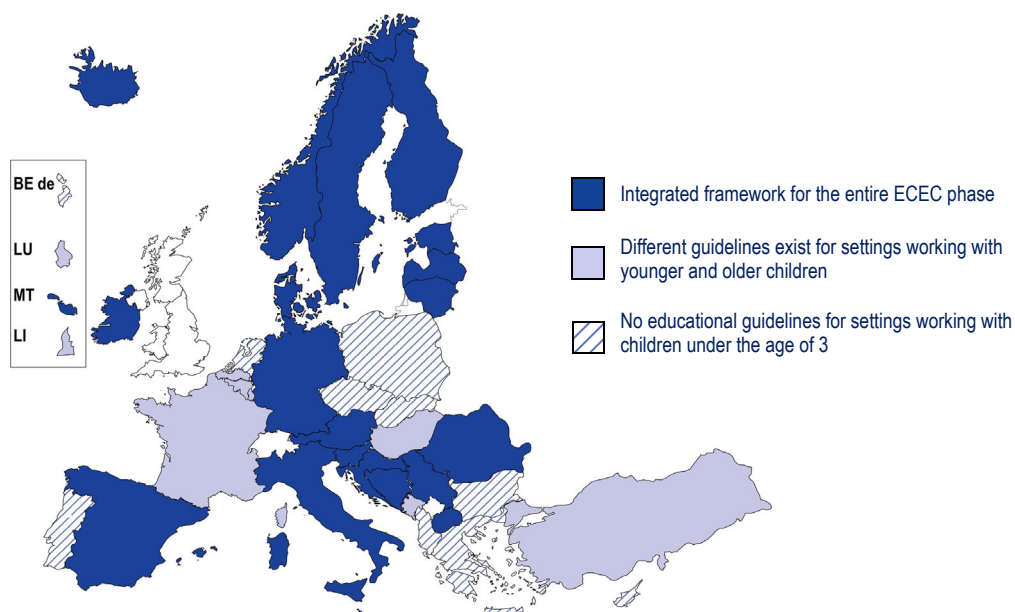 BE de
LU
MT
LI
Integrated framework for the entire ECEC phase
Different guidelines exist for settings working with
younger and older children
No educational guidelines for settings working with
children under the age of 3